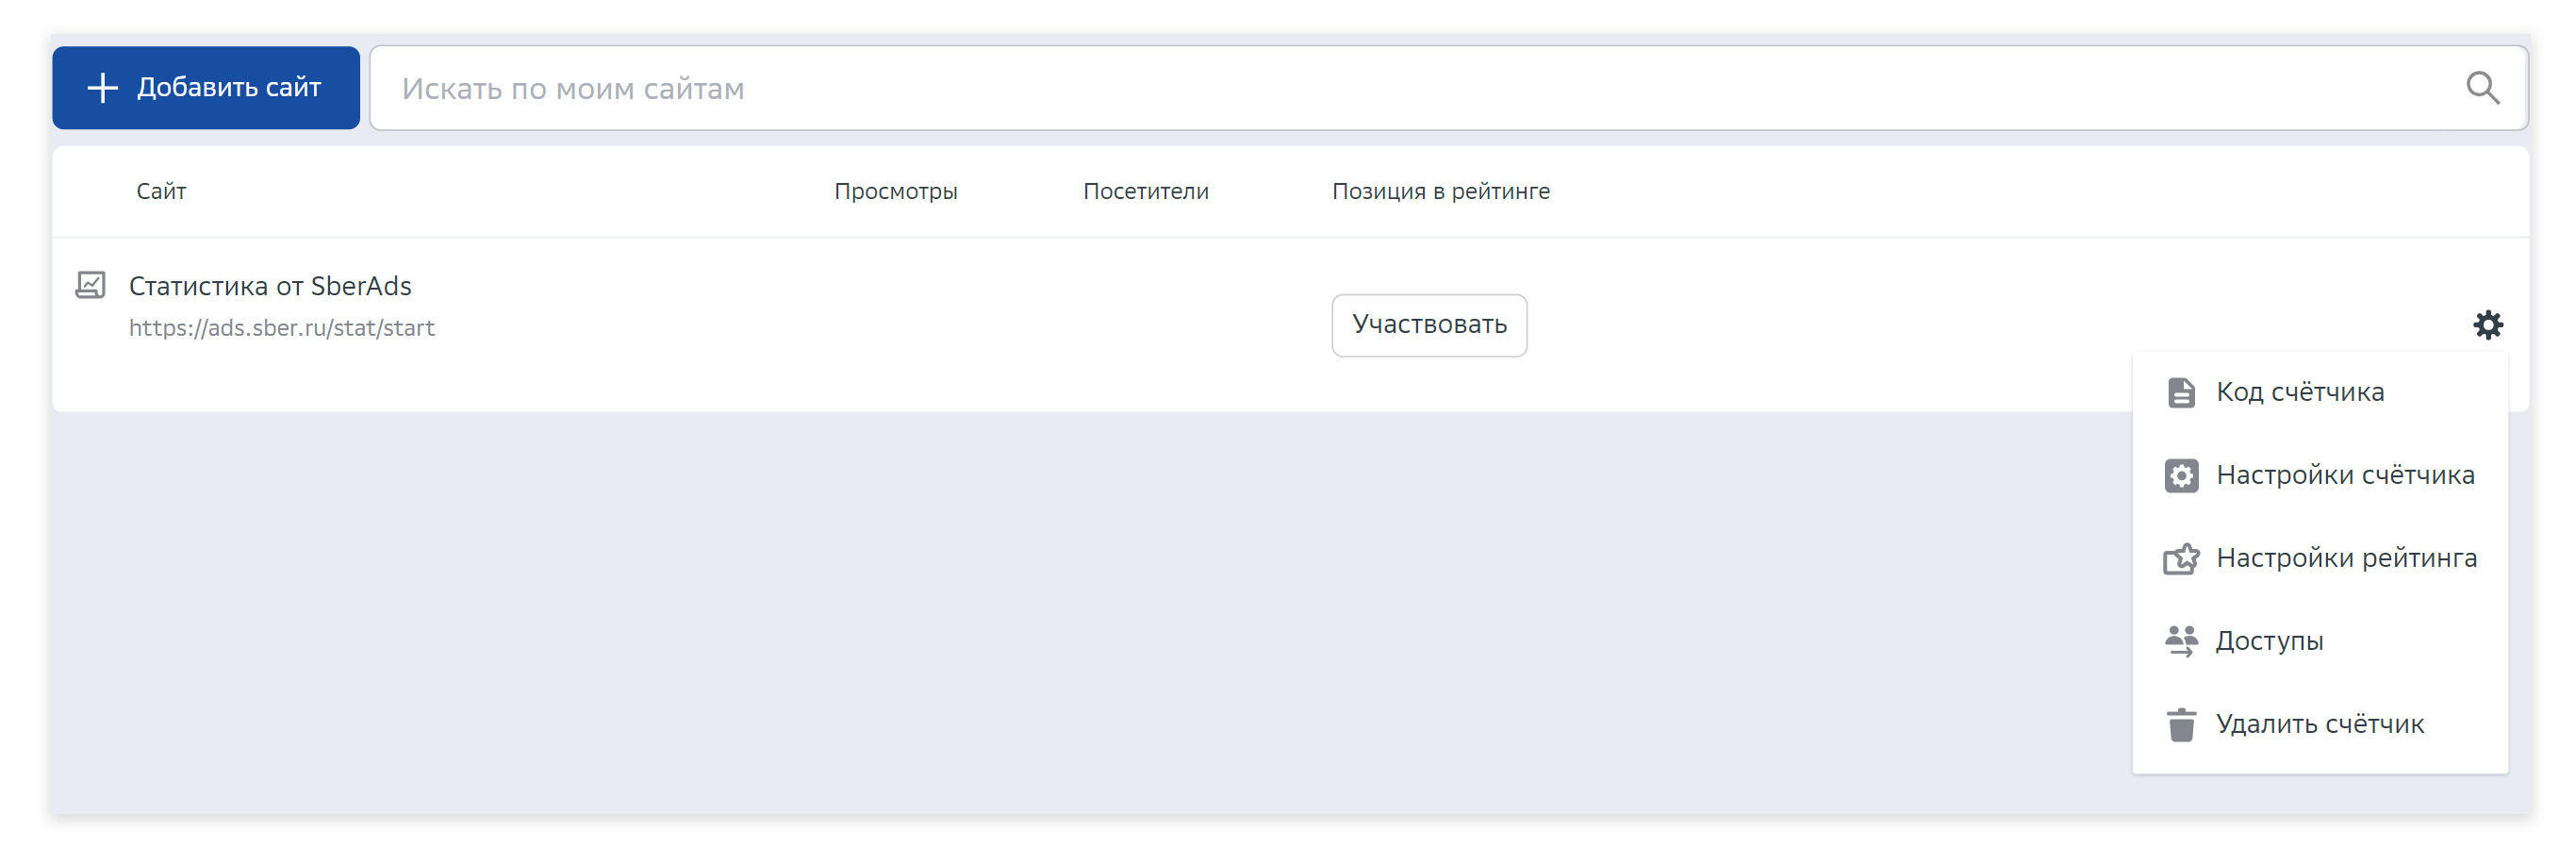 Добавить сайт
Искать по моим сайтам
Сайт Просмотры Посетители Позиция в рейтинге
Статистика от SberAds
https://ads.sber.ru/stat/start
Участвовать
Код счётчика
Настройки счётчика
Настройки рейтинга
Доступы
Удалить счётчик